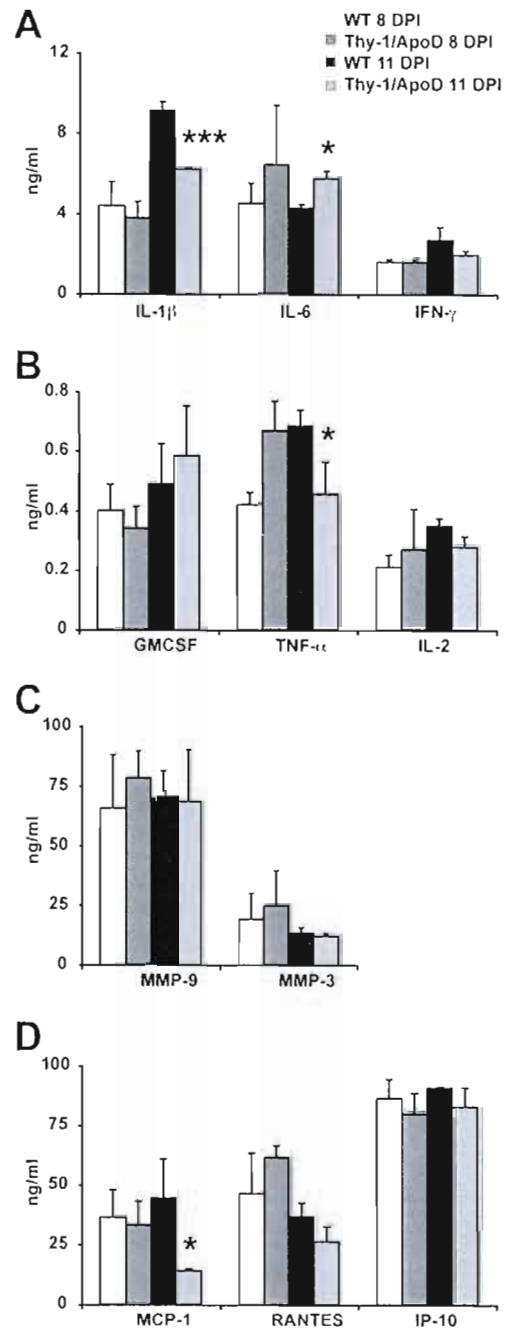 A
WT 8 DPI
Thy-1/ApoD 8 DPI
WT 11 DPI
Thy-1/ApoD 11 DPI
12
8
4
0
ng/ml
***
*
IL-1β IL-6 IFN-γ
B
0.8
0.6
0.4
0.2
0
ng/ml
*
GMCSF TNF-α IL-2
C
100
75
50
25
0
ng/ml
MMP-9 MMP-3
D
100
75
50
25
0
ng/ml
*
MCP-1 RANTES IP-10